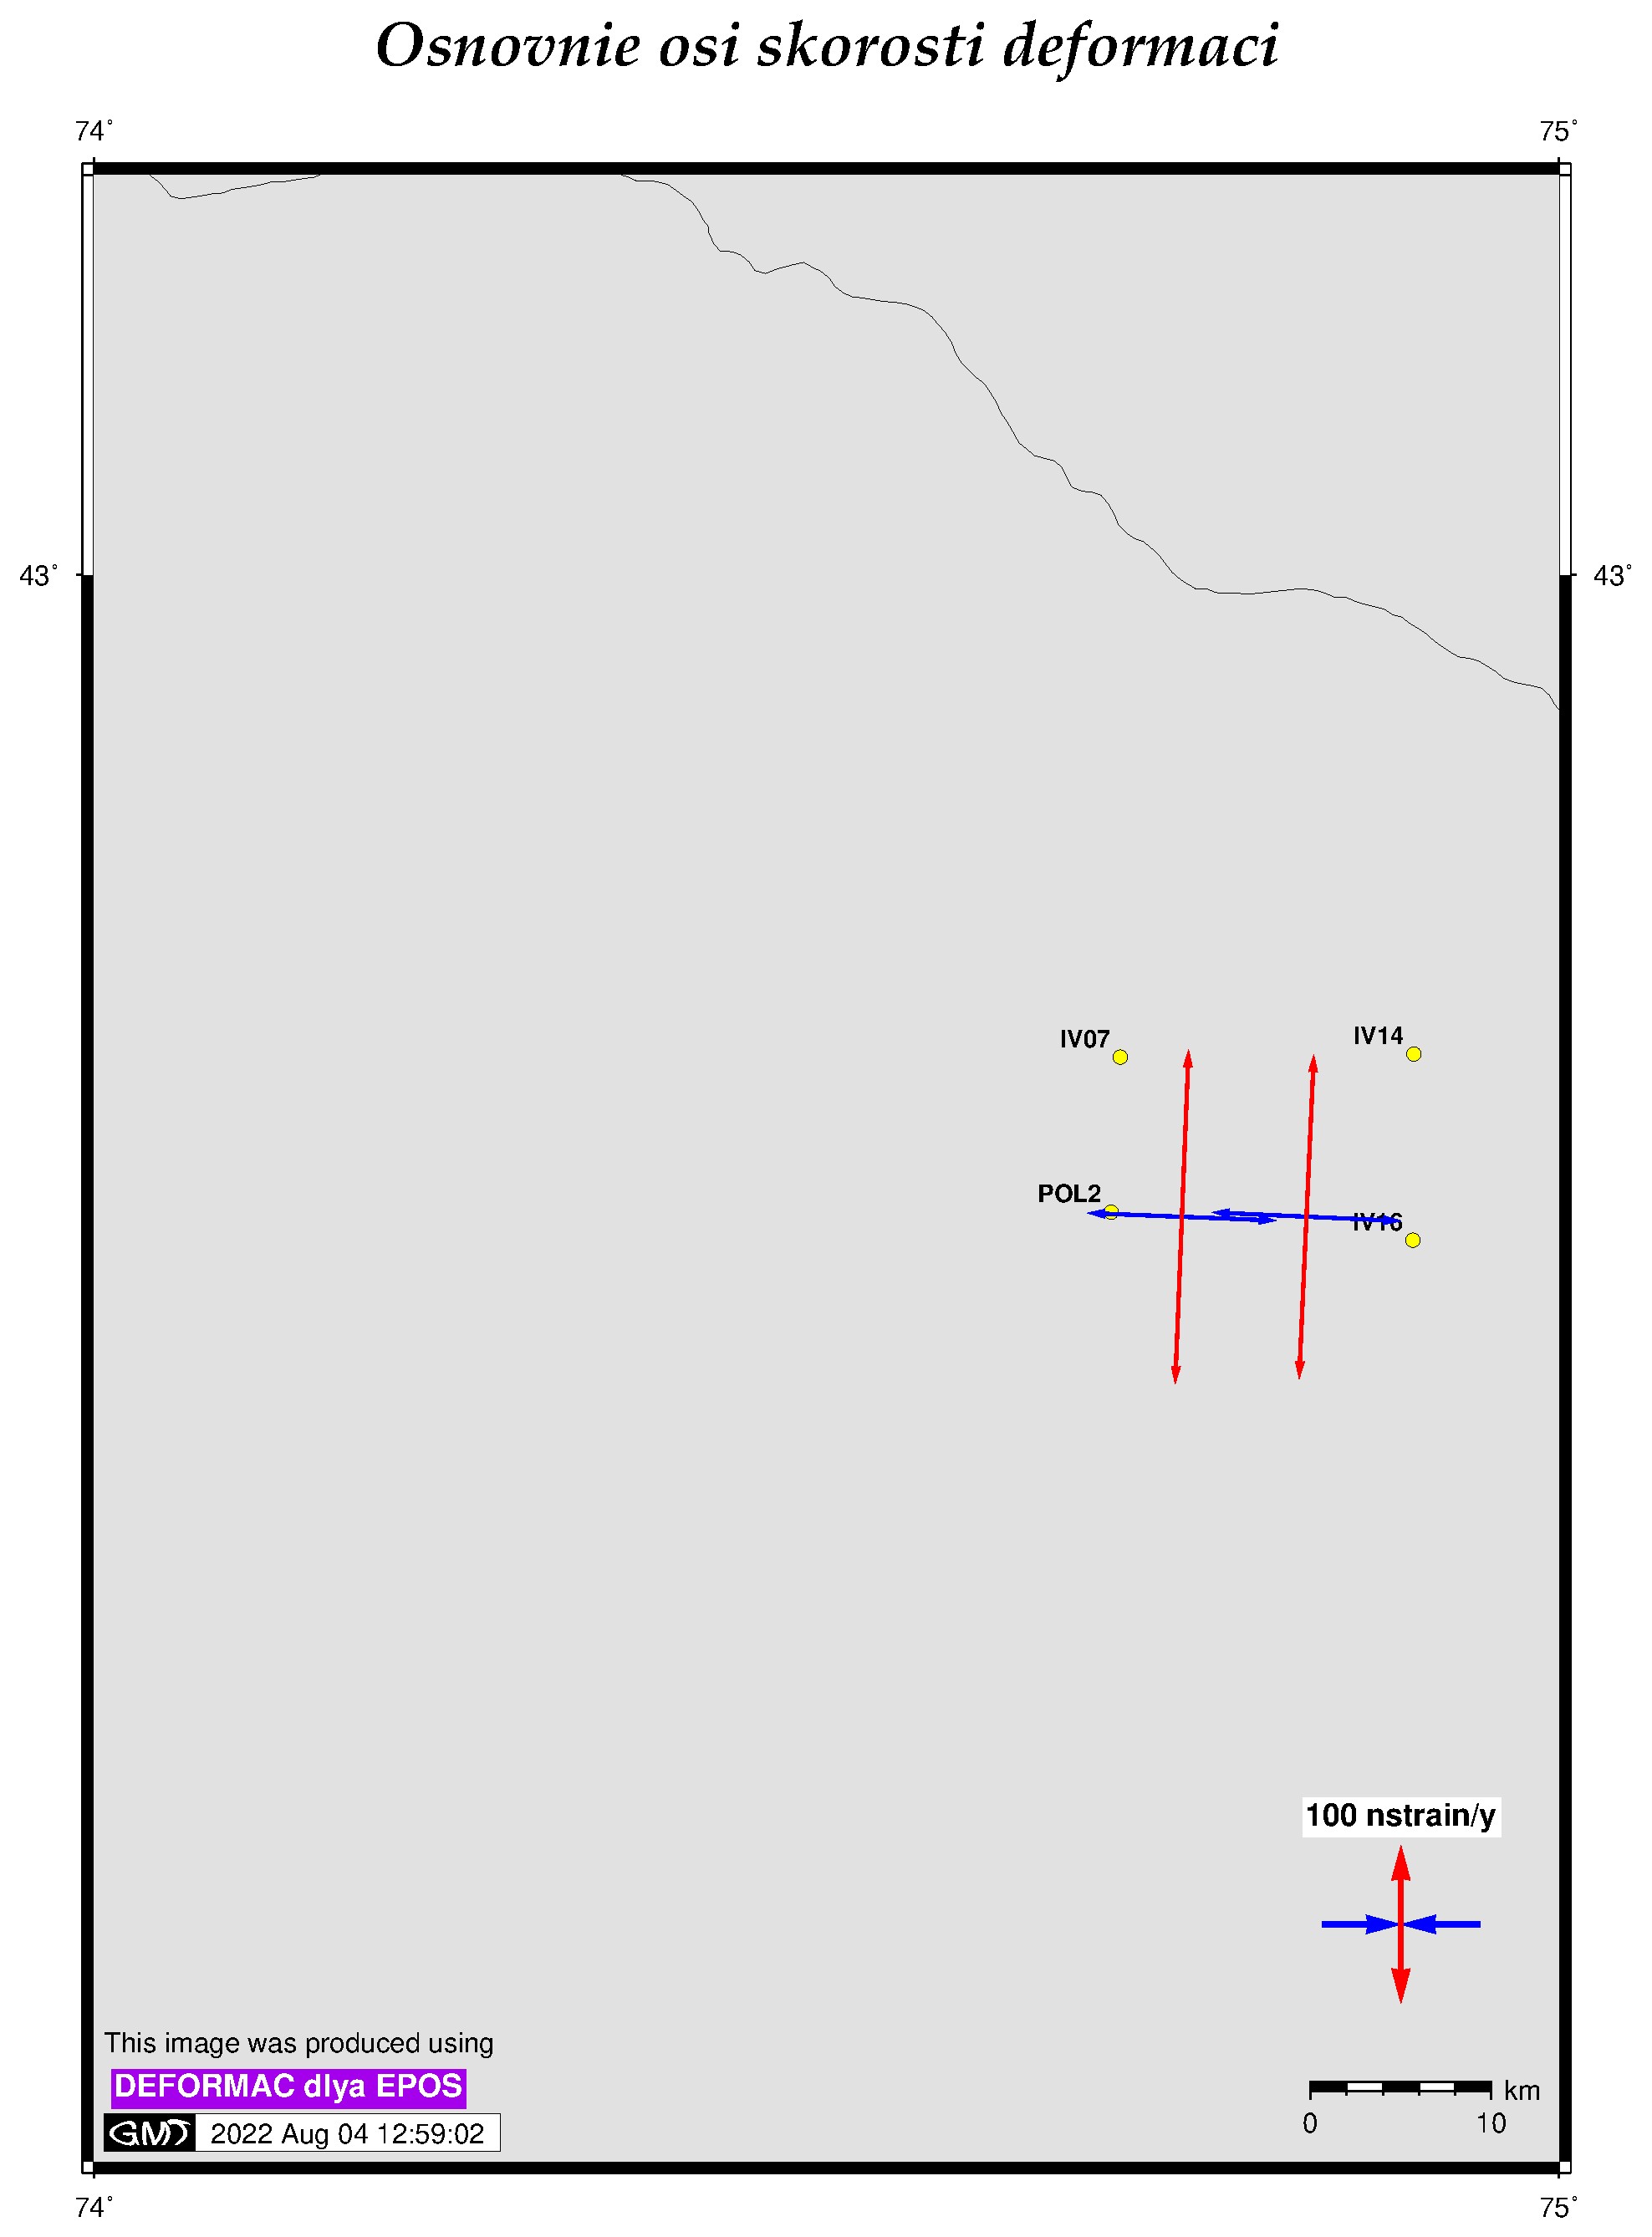 Osnovnie osi skorosti deformaci
74° 75°
43° 43°
IV07 IV14
POL2
IV16
100 nstrain/y
This image was produced using
DEFORMAC dlya EPOS
GMT 2022 Aug 04 12:59:02
km
0 10
74° 75°